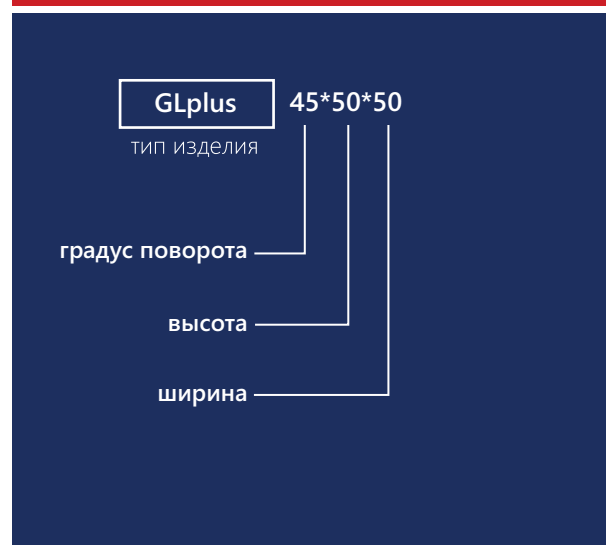 GLplus 45*50*50
тип изделия
градус поворота
высота
ширина